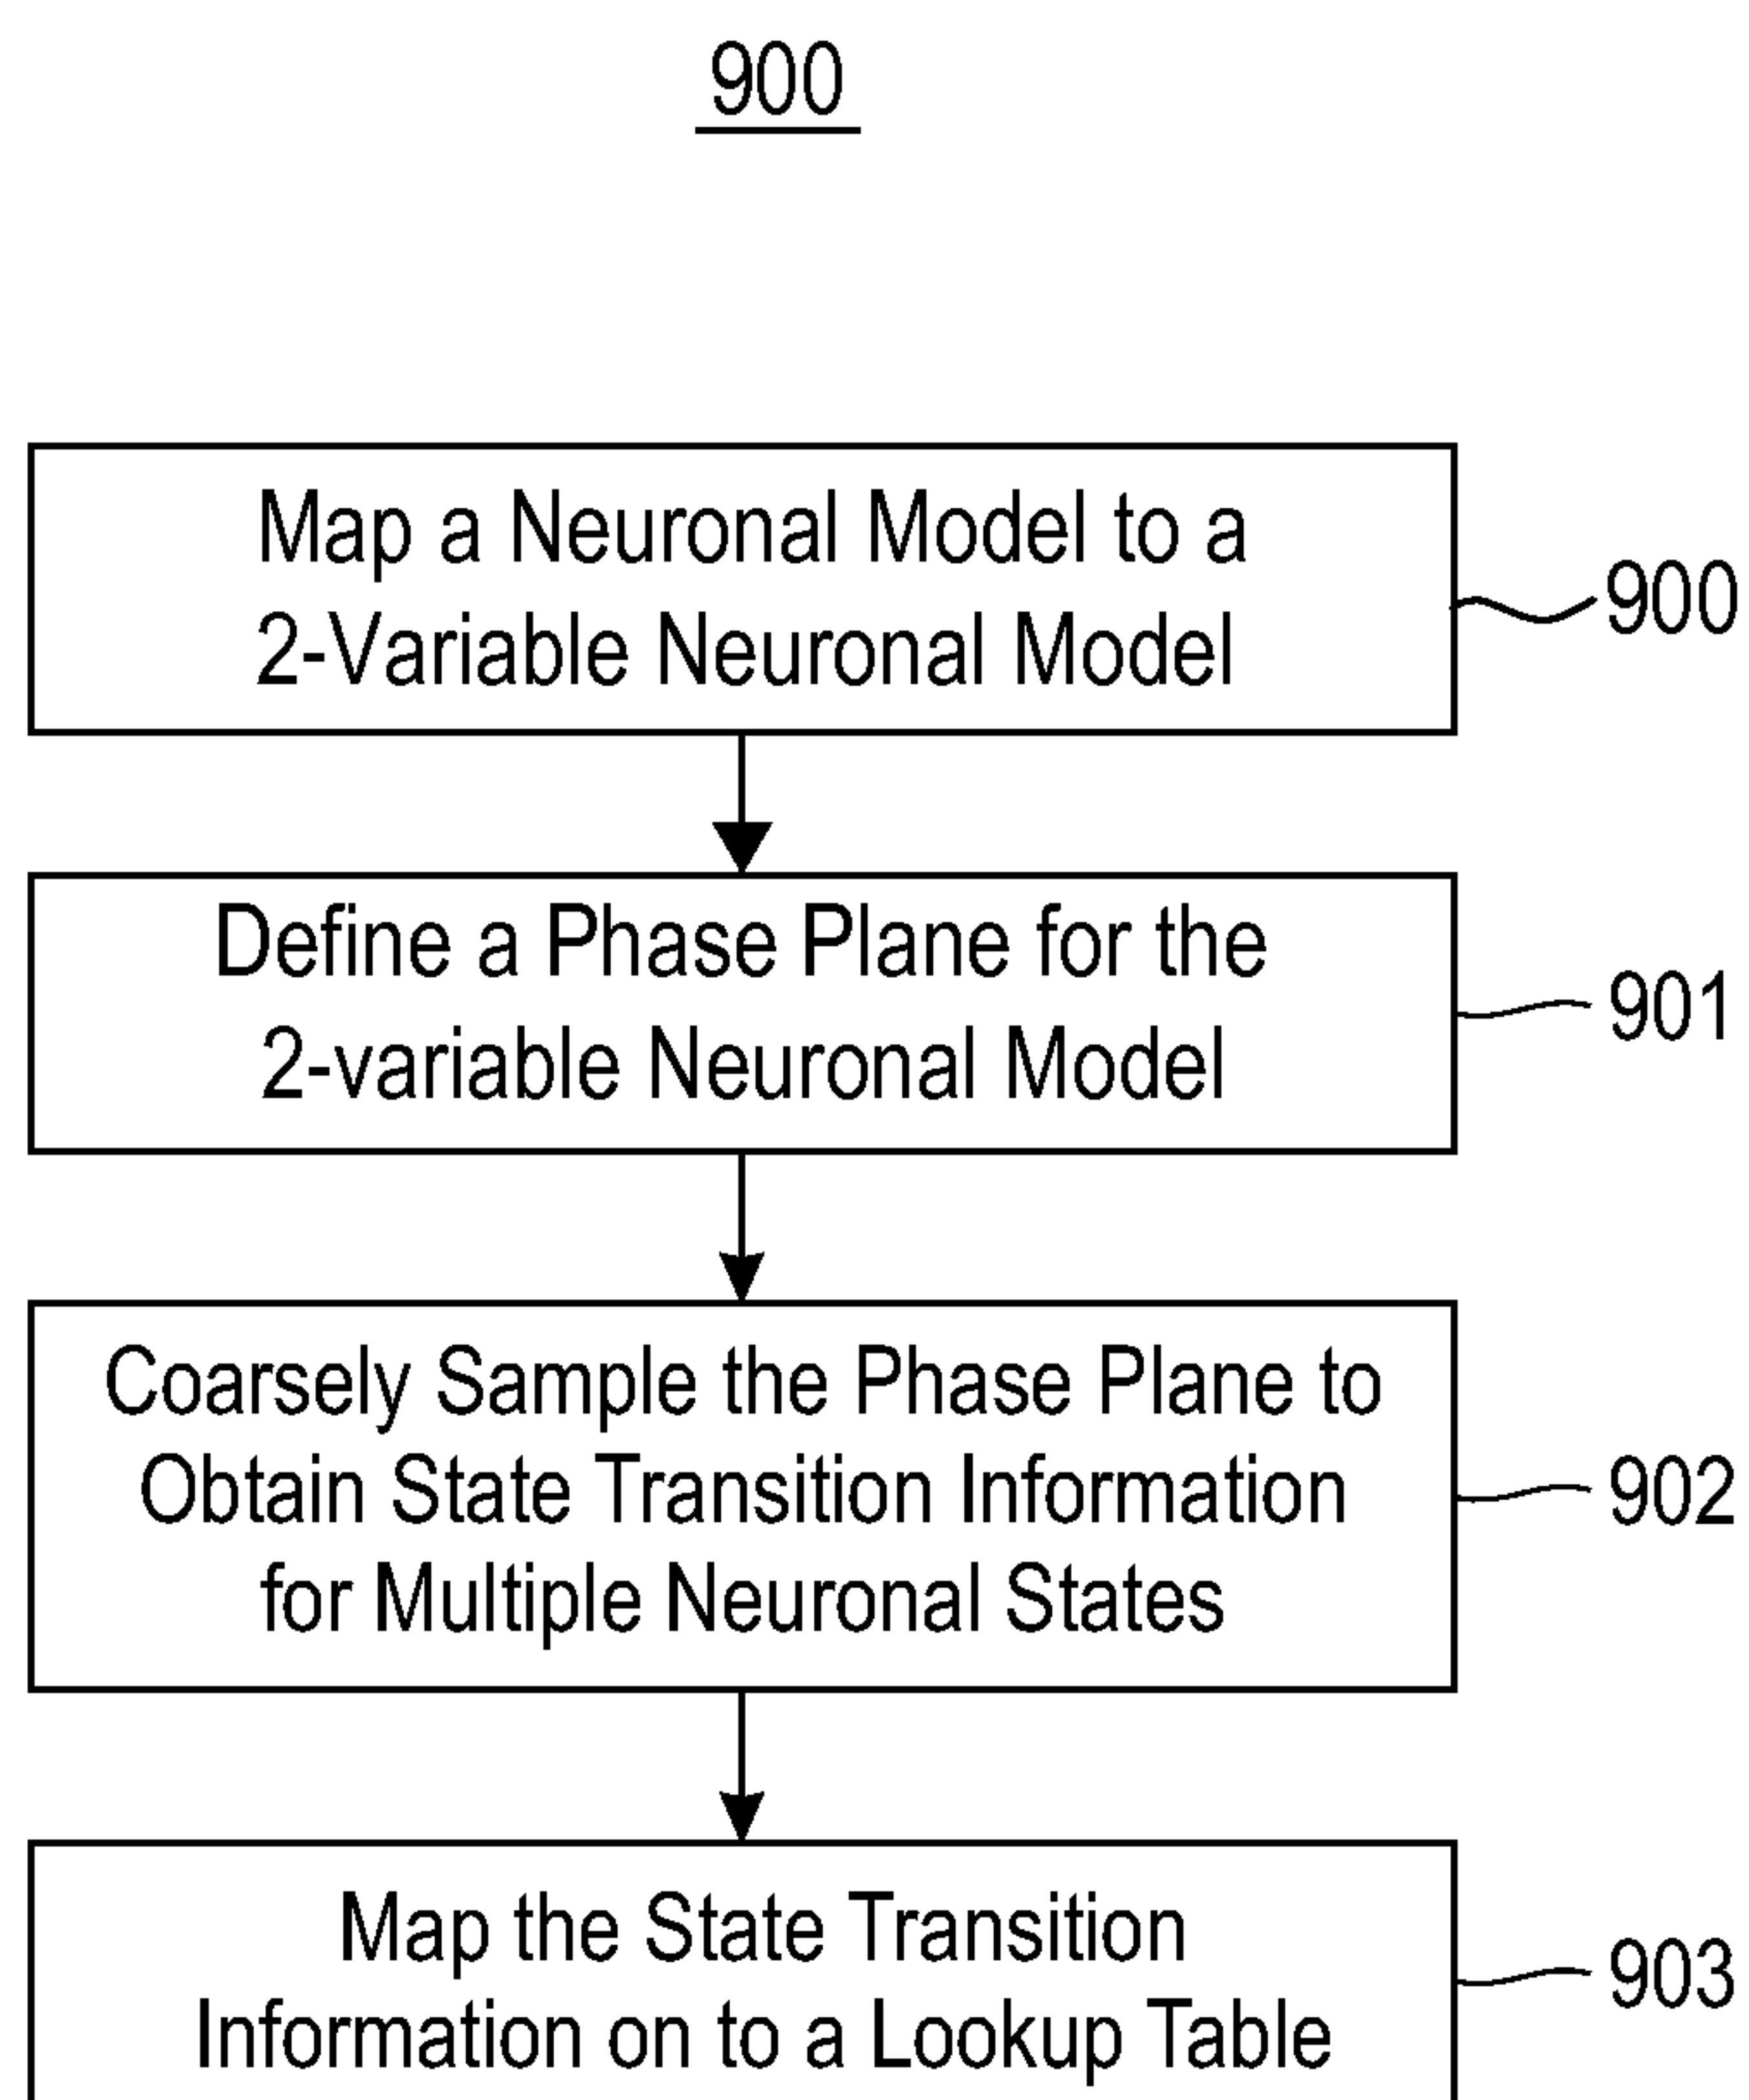 900
Map a Neuronal Model to a
2-Variable Neuronal Model
900
Define a Phase Plane for the
2-variable Neuronal Model
901
Coarsely Sample the Phase Plane to
Obtain State Transition Information
for Multiple Neuronal States
902
Map the State Transition
Information on to a Lookup Table
903